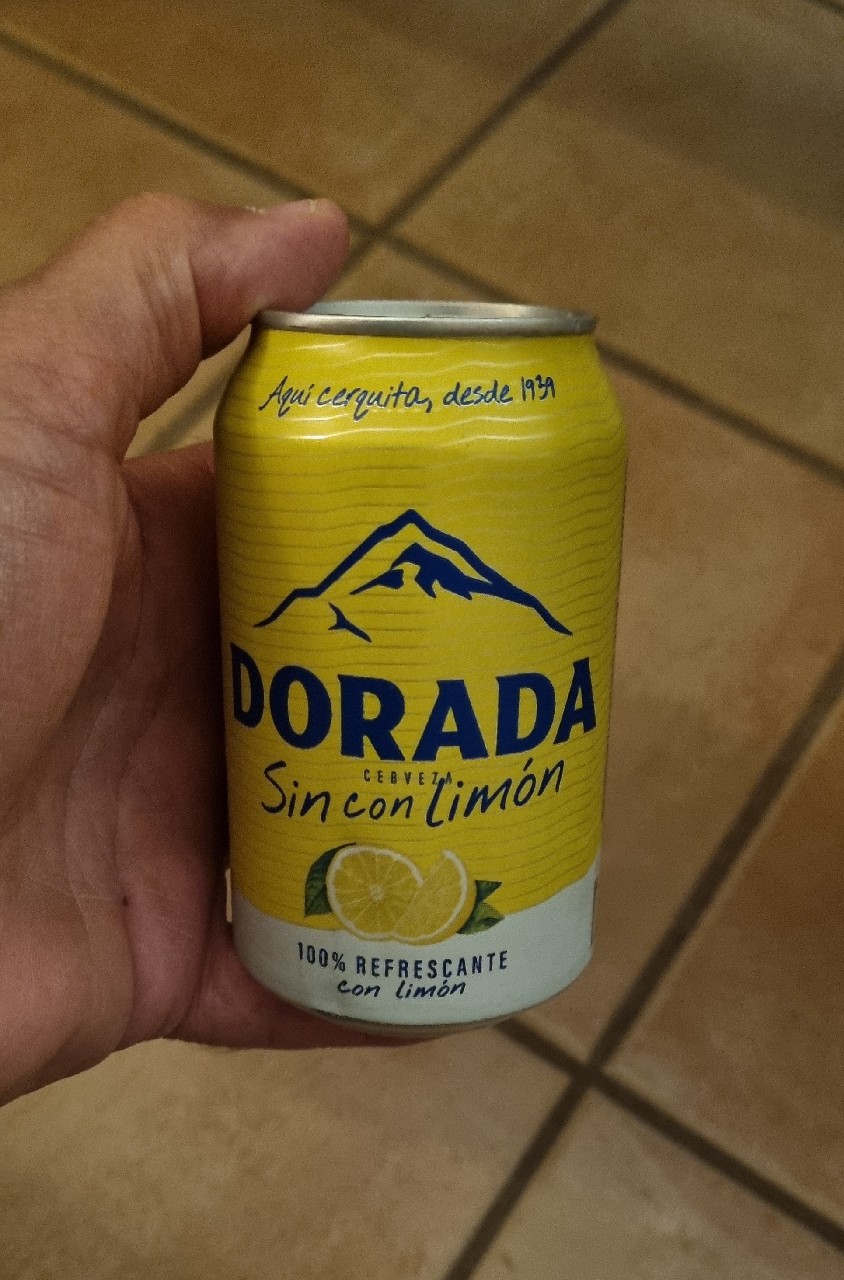 Aquí cerquita, desde 1939
DORADA
CERVEZA
Sin con limón
100% REFRESCANTE
con limón